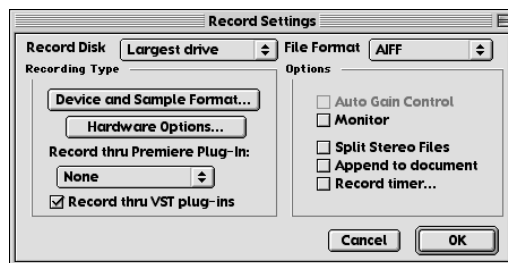 Record Settings
Record Disk Largest drive File Format AIFF
Recording Type Options
Device and Sample Format...
Hardware Options...
Record thru Premiere Plug-In:
None
Record thru VST plug-ins
Auto Gain Control
Monitor
Split Stereo Files
Append to document
Record timer...
Cancel OK